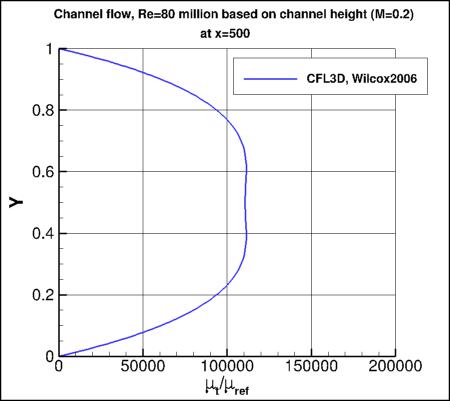 Channel flow, Re=80 million based on channel height (M=0.2)
at x=500
CFL3D, Wilcox2006
1
0.8
0.6
0.4
0.2
0
Y
0 50000 100000 150000 200000
μt/μref